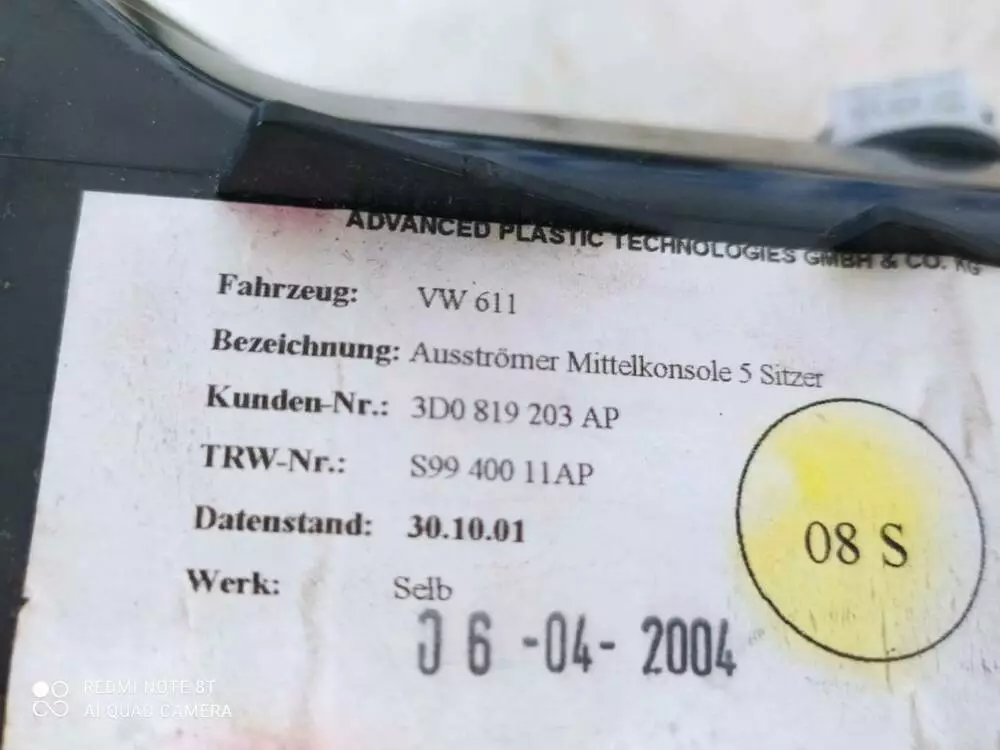 ADVANCED PLASTIC TECHNOLOGIES GMBH & CO. KG
Fahrzeug: VW 611
Bezeichnung: Ausströmer Mittelkonsole 5 Sitzer
Kunden-Nr.: 3D0 819 203 AP
TRW-Nr.: S99 400 11AP
Datenstand: 30.10.01
08 S
Werk: Selb
06 -04- 2004
REDMI NOTE 8T
AI QUAD CAMERA